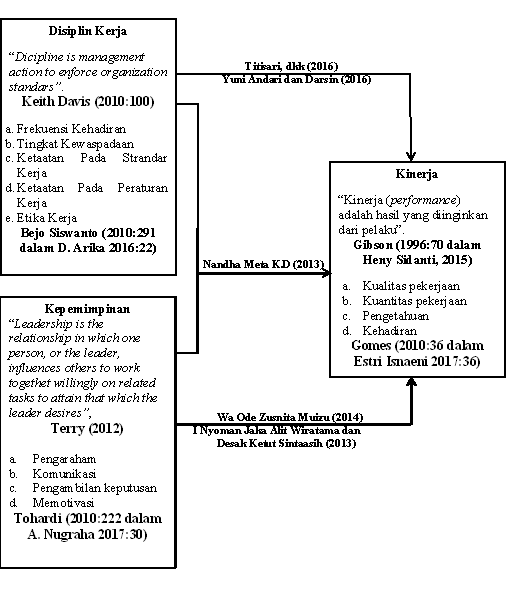 Disiplin Kerja
“Dicipline is management
action to enforce organization
standars”.
Keith Davis (2010:100)
a. Frekuensi Kehadiran
b. Tingkat Kewaspadaan
c. Ketaatan Pada Strandar
Kerja
d. Ketaatan Pada Peraturan
Kerja
e. Etika Kerja
Bejo Siswanto (2010:291
dalam D. Arika 2016:22)
Titisari, dkk (2016)
Yuni Andari dan Darsin (2016)
Kinerja
“Kinerja (performance)
adalah hasil yang diinginkan
dari pelaku”.
Gibson (1996:70 dalam
Heny Sidanti, 2015)
a. Kualitas pekerjaan
b. Kuantitas pekerjaan
c. Pengetahuan
d. Kehadiran
Gomes (2010:36 dalam
Estri Isnaeni 2017:36)
Nandha Meta K.D (2013)
Kepemimpinan
“Leadership is the
relationship in which one
person, or the leader,
influences others to work
togethet willingly on related
tasks to attain that which the
leader desires”,
Terry (2012)
a. Pengaraham
b. Komunikasi
c. Pengambilan keputusan
d. Memotivasi
Tohardi (2010:222 dalam
A. Nugraha 2017:30)
Wa Ode Zusnita Muizu (2014)
I Nyoman Jaka Alit Wiratama dan
Desak Ketut Sintaasih (2013)